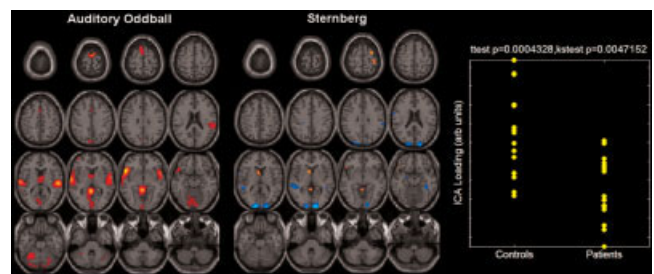 Auditory Oddball
Sternberg
ttest p=0.0004328,kstest p=0.0047152
ICA Loading (arb units)
Controls
Patients